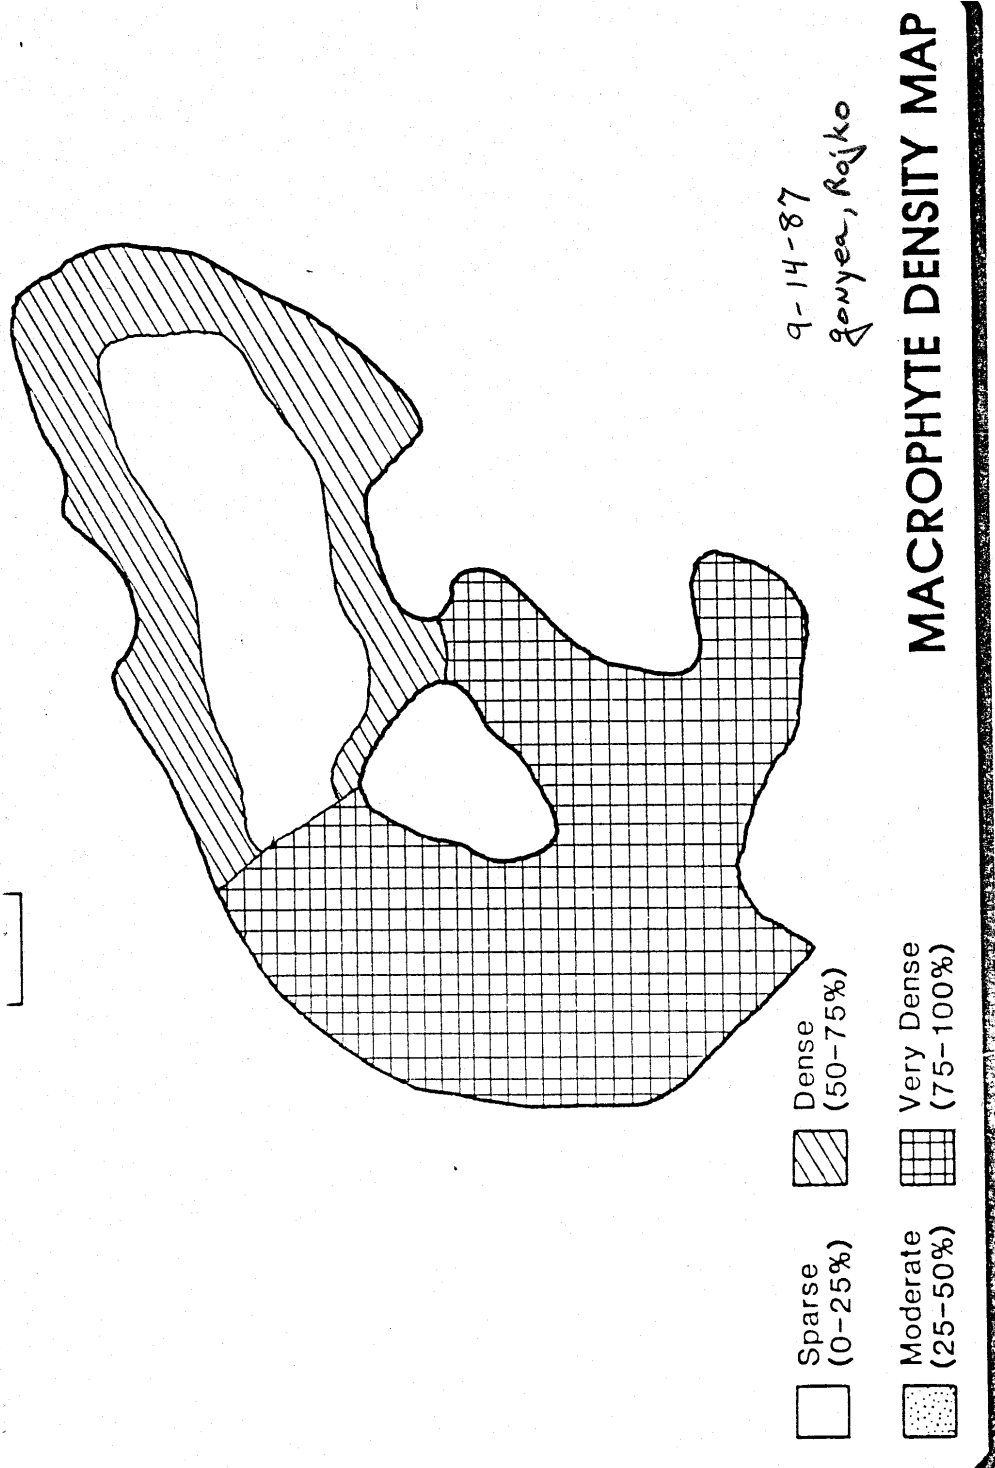 9-14-87
gonyea, Rojko
MACROPHYTE DENSITY MAP
Sparse
(0-25%)
Dense
(50-75%)
Moderate
(25-50%)
Very Dense
(75-100%)